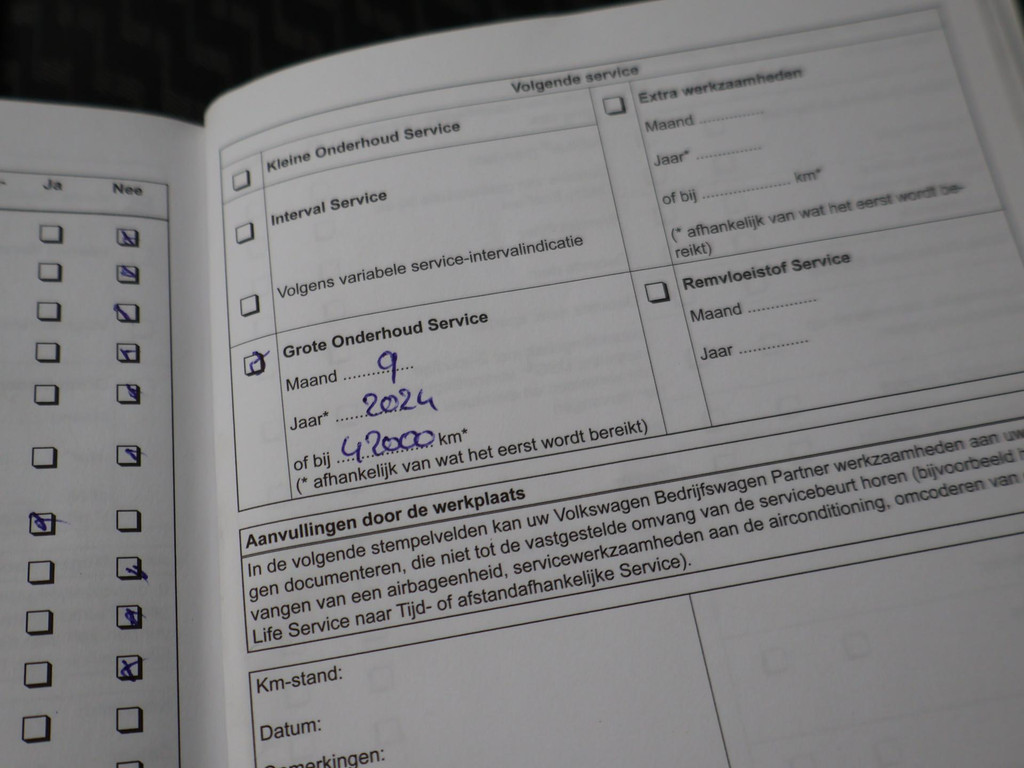 Ja Nee
Volgende service
Kleine Onderhoud Service
Interval Service
Volgens variabele service-intervalindicatie
Grote Onderhoud Service
Maand ............ 9
Jaar* ...... 2024
of bij .... 42000 km*
(* afhankelijk van wat het eerst wordt bereikt)
Extra werkzaamheden
Maand ..............
Jaar* ..............
of bij ................... km*
(* afhankelijk van wat het eerst wordt be-
reikt)
Remvloeistof Service
Maand ...............
Jaar ...............
Aanvullingen door de werkplaats
In de volgende stempelvelden kan uw Volkswagen Bedrijfswagen Partner werkzaamheden aan uw
gen documenteren, die niet tot de vastgestelde omvang van de servicebeurt horen (bijvoorbeeld h
vangen van een airbageenheid, servicewerkzaamheden aan de airconditioning, omcoderen van
Life Service naar Tijd- of afstandafhankelijke Service).
Km-stand:
Datum: